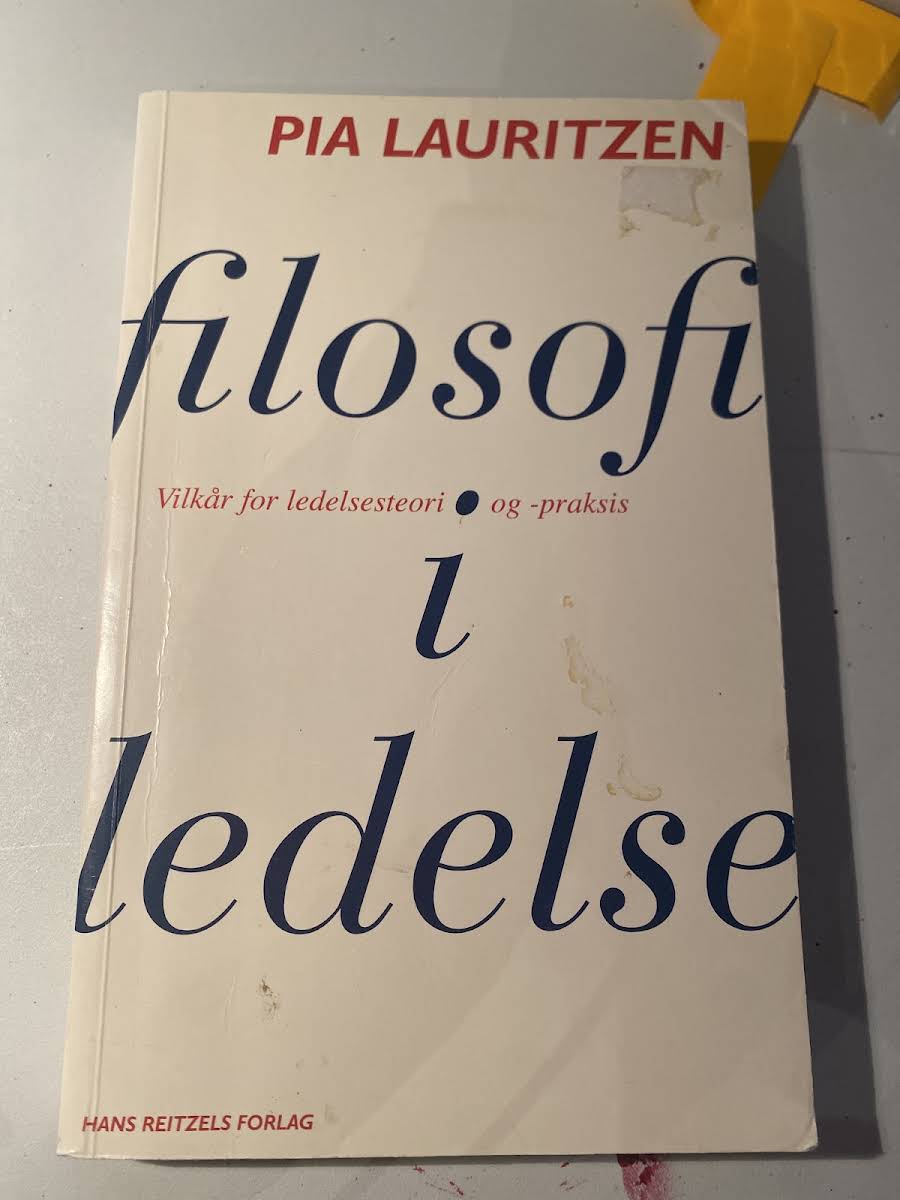 PIA LAURITZEN
filosofi
Vilkår for ledelsesteori og -praksis
i
ledelse
HANS REITZELS FORLAG